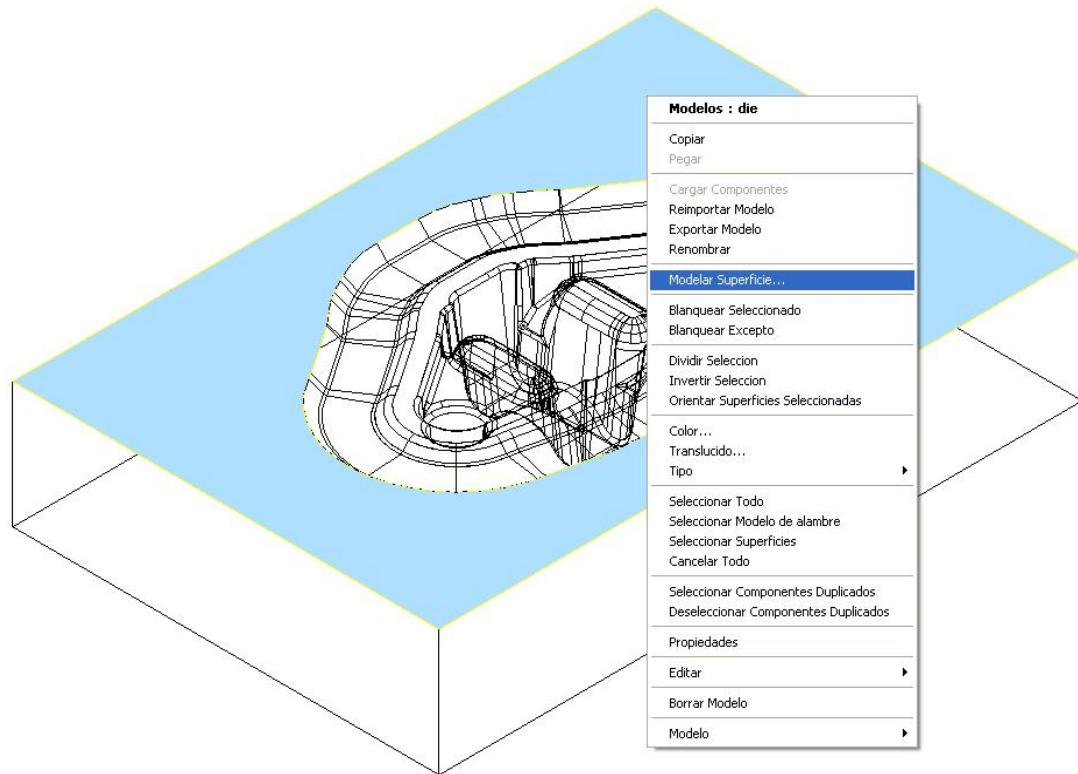 Modelos : die
Copiar
Pegar
Cargar Componentes
Reimportar Modelo
Exportar Modelo
Renombrar
Modelar Superficie...
Blanquear Seleccionado
Blanquear Excepto
Dividir Seleccion
Invertir Seleccion
Orientar Superficies Seleccionadas
Color...
Translucido...
Tipo
Seleccionar Todo
Seleccionar Modelo de alambre
Seleccionar Superficies
Cancelar Todo
Seleccionar Componentes Duplicados
Deseleccionar Componentes Duplicados
Propiedades
Editar
Borrar Modelo
Modelo